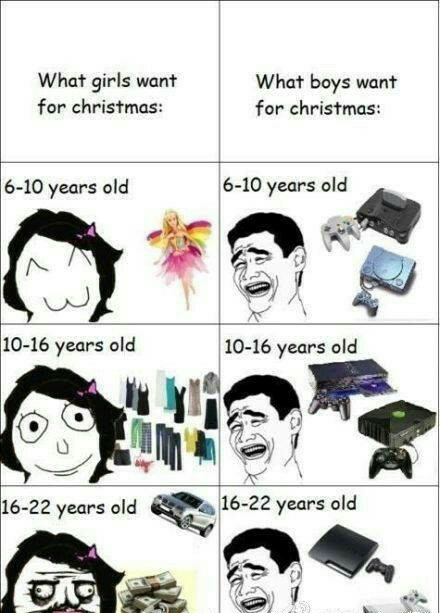 What girls want
for christmas:
What boys want
for christmas:
6-10 years old
6-10 years old
10-16 years old
10-16 years old
16-22 years old
16-22 years old